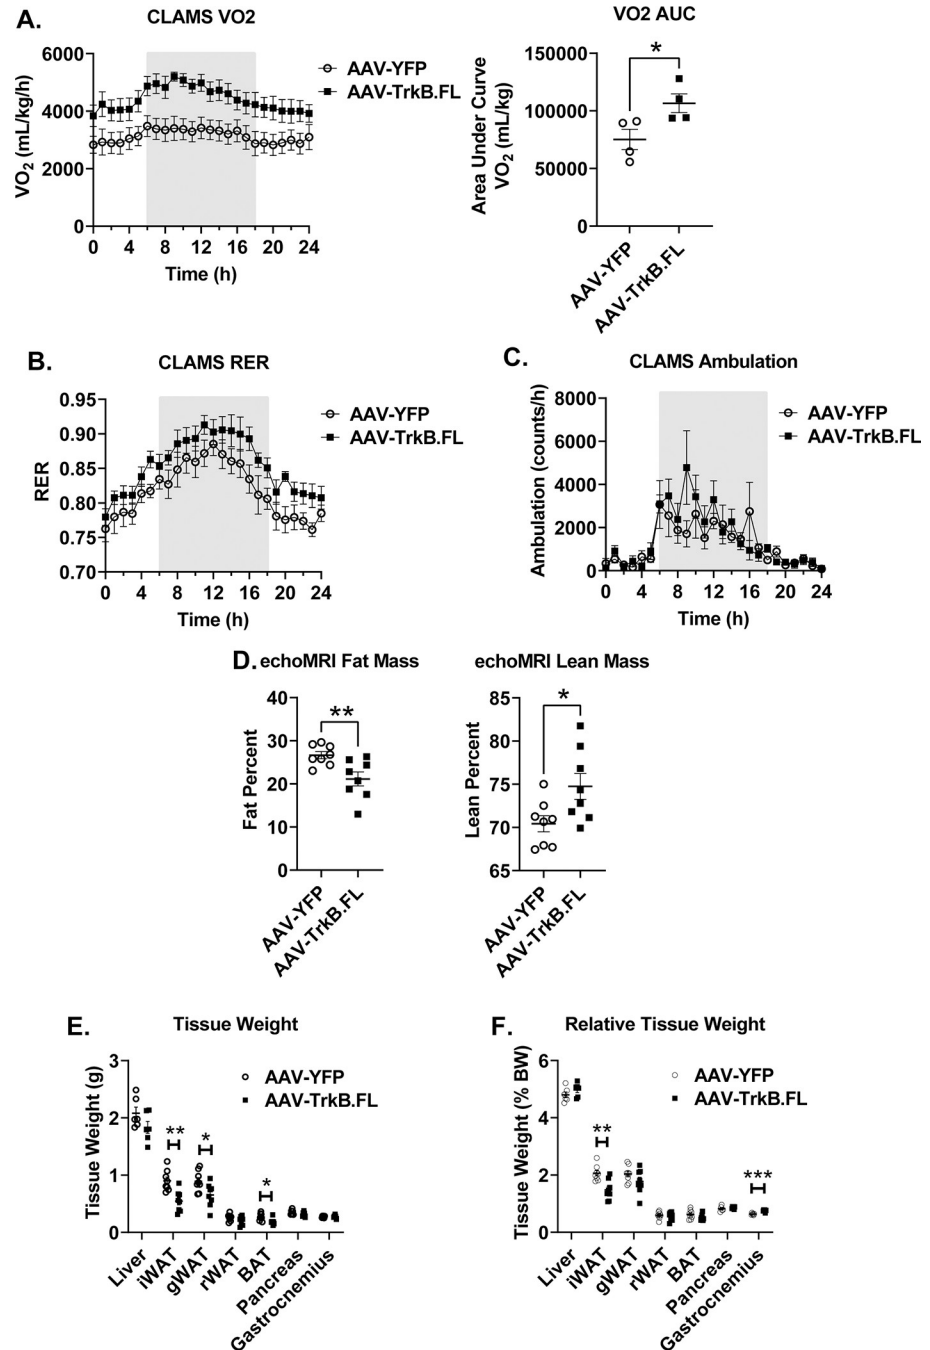 A.
CLAMS VO2
VO2 (mL/kg/h)
6000
4000
2000
0
0 4 8 12 16 20 24
Time (h)
AAV-YFP
AAV-TrkB.FL
VO2 AUC
Area Under Curve
VO2 (mL/kg)
150000
100000
50000
0
*
AAV-YFP
AAV-TrkB.FL
B.
CLAMS RER
RER
0.95
0.90
0.85
0.80
0.75
0.70
0 4 8 12 16 20 24
Time (h)
AAV-YFP
AAV-TrkB.FL
C.
CLAMS Ambulation
Ambulation (counts/h)
8000
6000
4000
2000
0
0 4 8 12 16 20 24
Time (h)
AAV-YFP
AAV-TrkB.FL
D.
echoMRI Fat Mass
Fat Percent
40
30
20
10
0
**
AAV-YFP
AAV-TrkB.FL
echoMRI Lean Mass
Lean Percent
85
80
75
70
65
*
AAV-YFP
AAV-TrkB.FL
E.
Tissue Weight
Tissue Weight (g)
3
2
1
0
AAV-YFP
AAV-TrkB.FL
** * *
Liver
iWAT
gWAT
rWAT
BAT
Pancreas
Gastrocnemius
F.
Relative Tissue Weight
Tissue Weight (% BW)
6
4
2
0
AAV-YFP
AAV-TrkB.FL
** ***
Liver
iWAT
gWAT
rWAT
BAT
Pancreas
Gastrocnemius